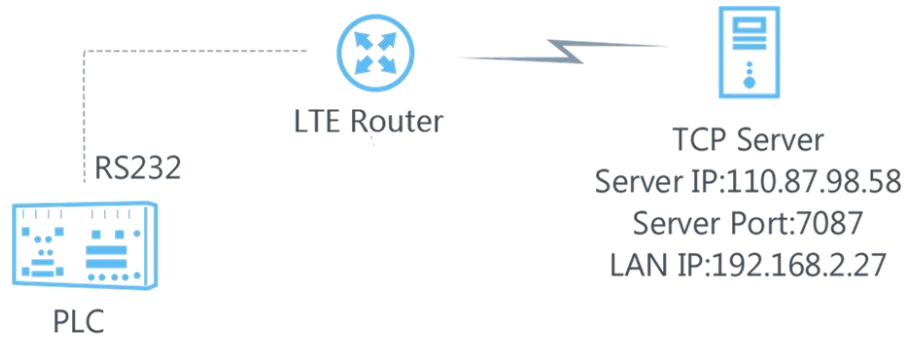 LTE Router
TCP Server
Server IP:110.87.98.58
Server Port:7087
LAN IP:192.168.2.27
RS232
PLC